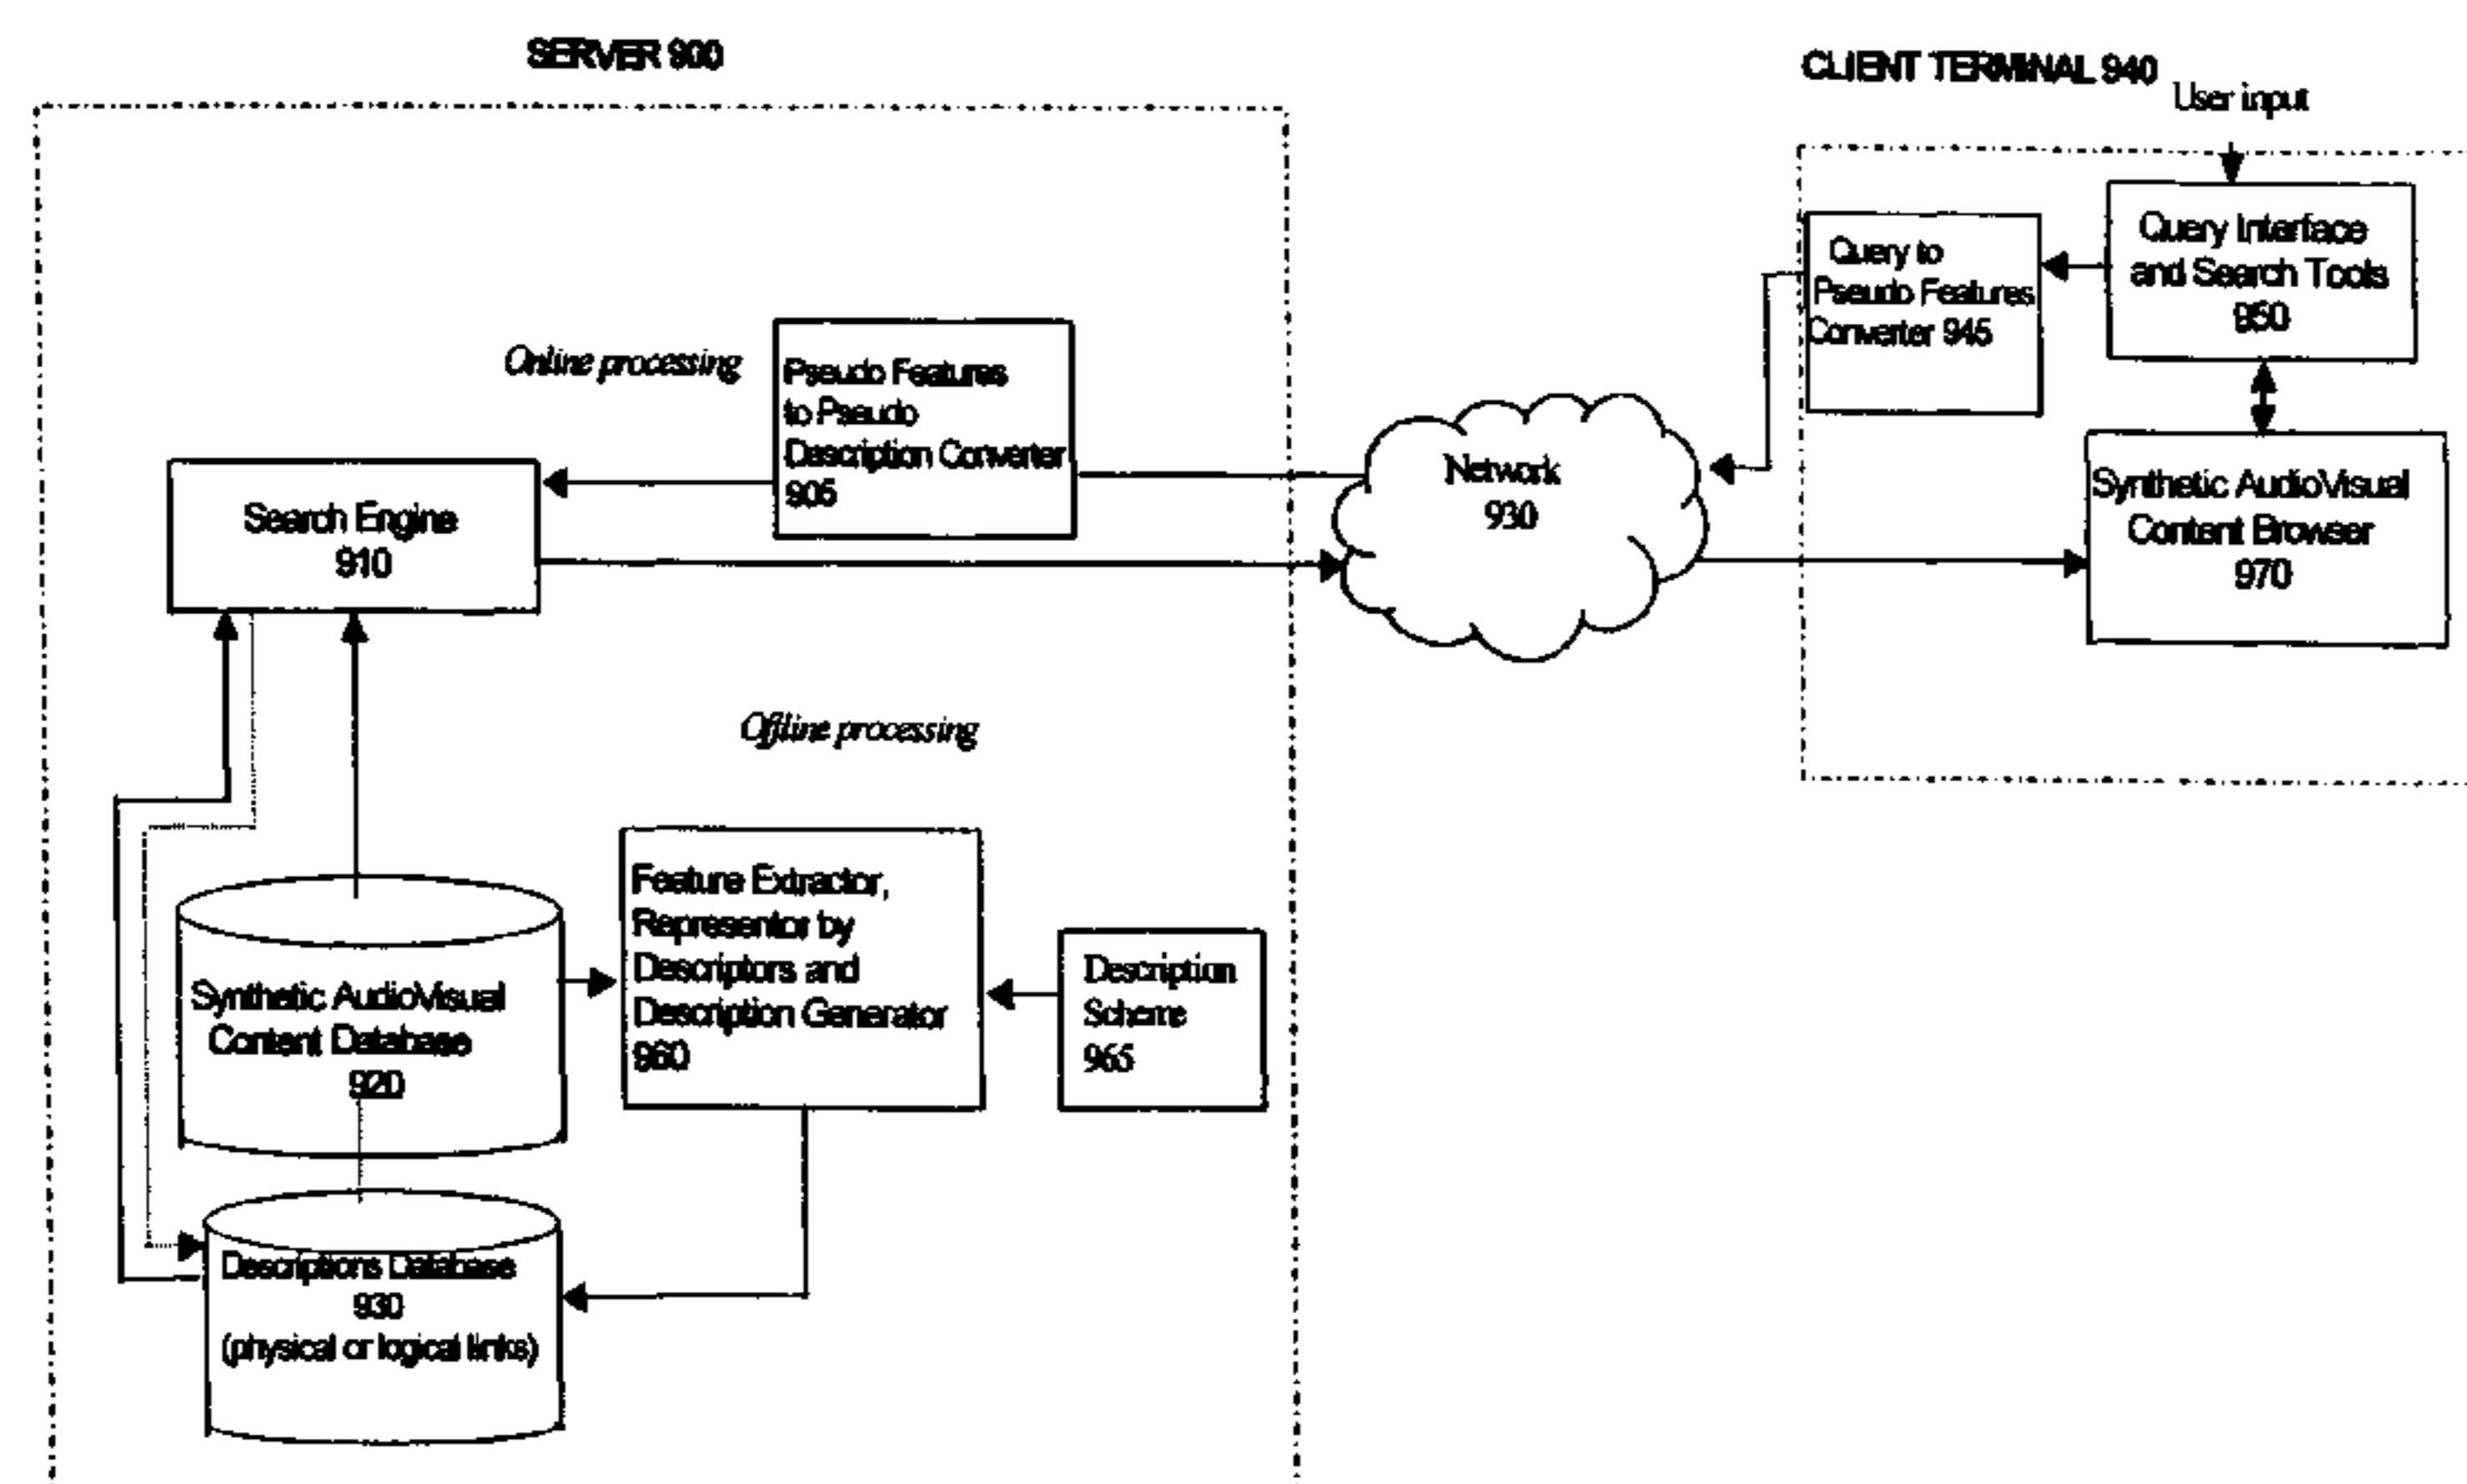 SERVER 900
CLIENT TERMINAL 940
User input
Query Interface
and Search Tools
950
Query to
Pseudo Features
Converter 945
Online processing
Pseudo Features
to Pseudo
Description Converter
905
Network
930
Synthetic AudioVisual
Content Browser
970
Search Engine
910
Offline processing
Feature Extractor,
Representor by
Descriptors and
Description Generator
960
Description
Scheme
965
Synthetic AudioVisual
Content Database
920
Descriptions Database
930
(physical or logical links)